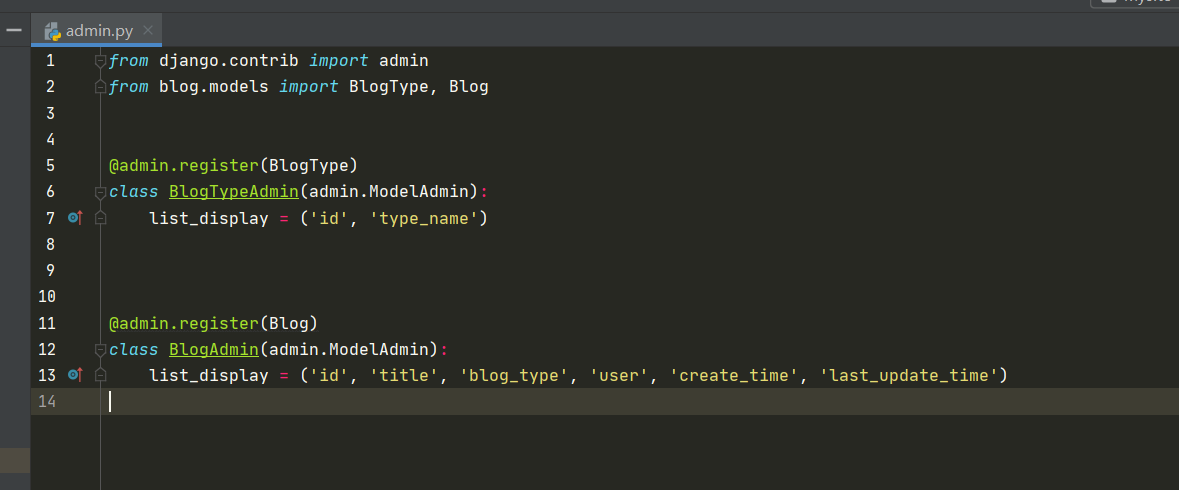 admin.py
1 from django.contrib import admin
2 from blog.models import BlogType, Blog
3
4
5 @admin.register(BlogType)
6 class BlogTypeAdmin(admin.ModelAdmin):
7     list_display = ('id', 'type_name')
8
9
10
11 @admin.register(Blog)
12 class BlogAdmin(admin.ModelAdmin):
13     list_display = ('id', 'title', 'blog_type', 'user', 'create_time', 'last_update_time')
14